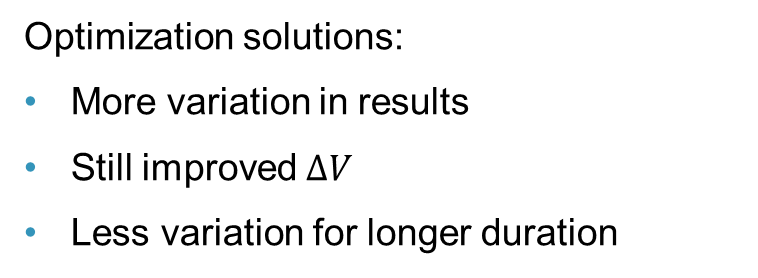 Optimization solutions:
• More variation in results
• Still improved Δ𝑉
• Less variation for longer duration